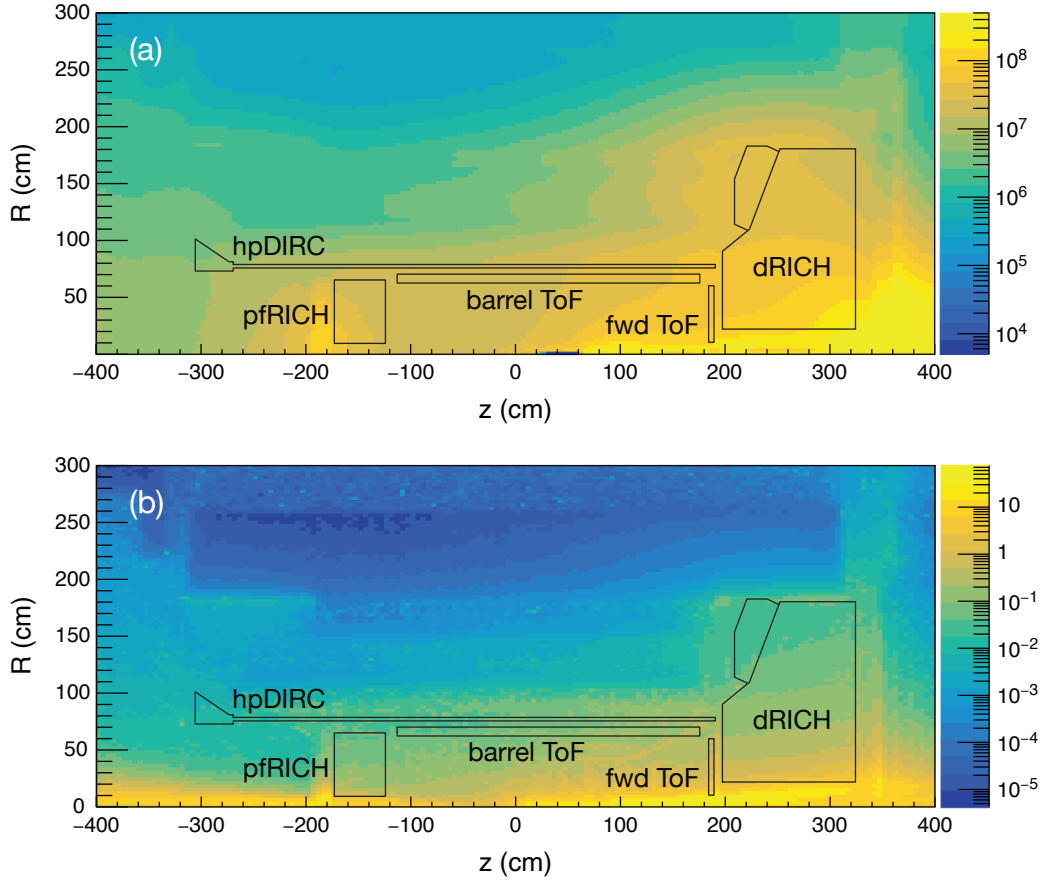 (a)
300
250
200
150
100
50
R (cm)
hpDIRC
pfRICH
barrel ToF
fwd ToF
dRICH
−400 −300 −200 −100 0 100 200 300 400
z (cm)
10⁸
10⁷
10⁶
10⁵
10⁴
(b)
300
250
200
150
100
50
0
R (cm)
hpDIRC
pfRICH
barrel ToF
fwd ToF
dRICH
−400 −300 −200 −100 0 100 200 300 400
z (cm)
10
1
10⁻¹
10⁻²
10⁻³
10⁻⁴
10⁻⁵